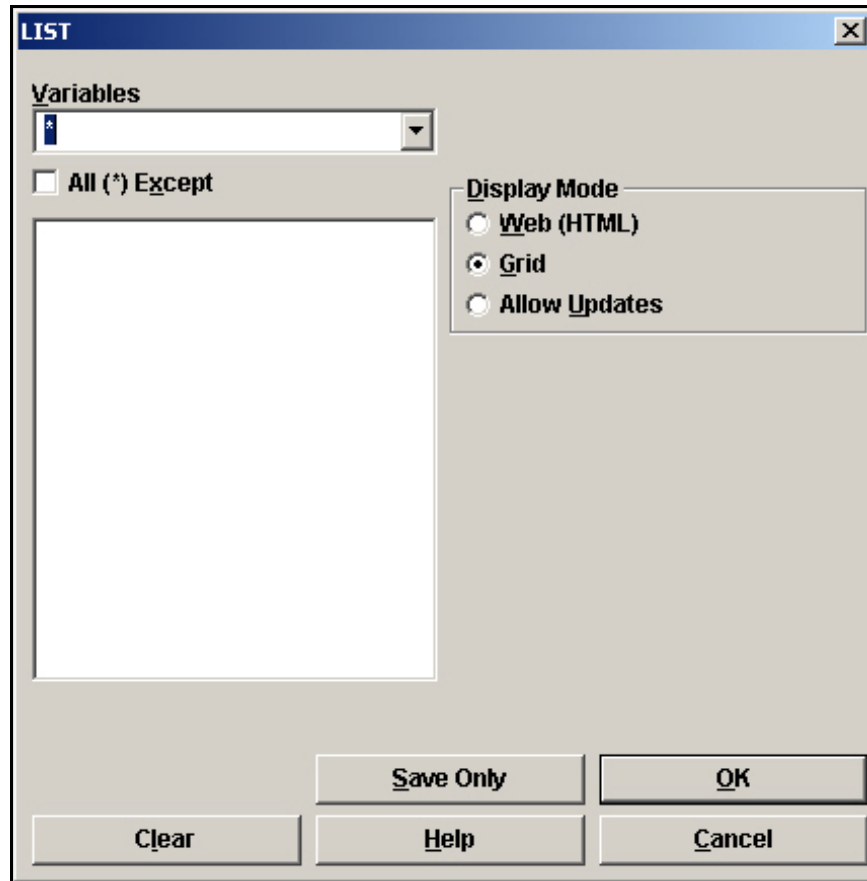 LIST
Variables
*
All (*) Except
Display Mode
Web (HTML)
Grid
Allow Updates
Save Only
OK
Clear
Help
Cancel